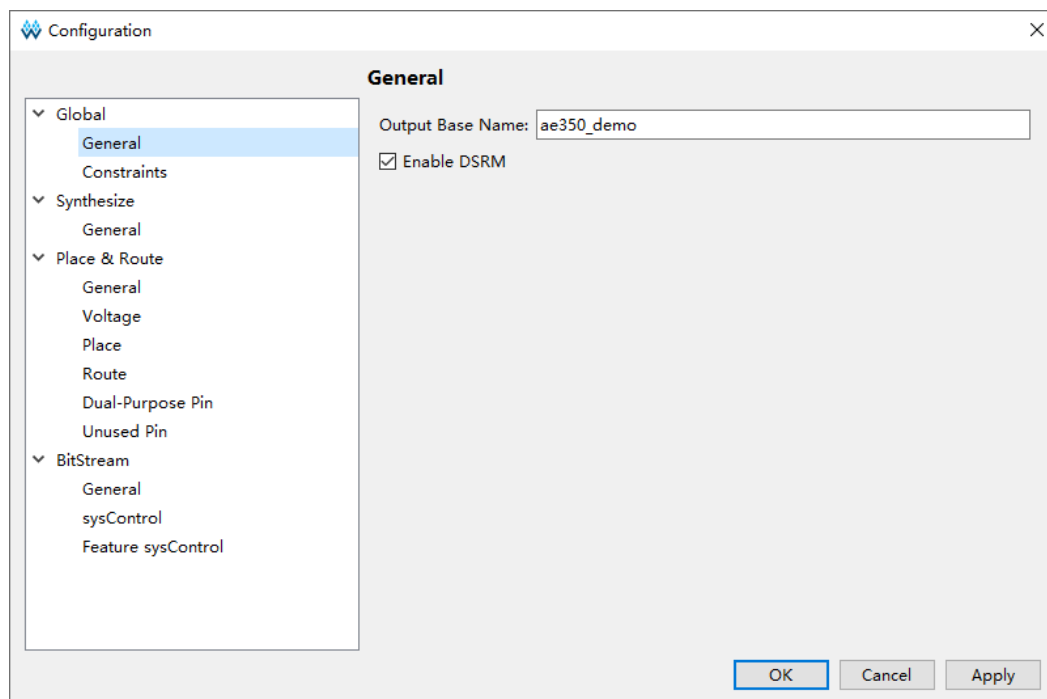 Configuration
General
Global
General
Constraints
Synthesize
General
Place & Route
General
Voltage
Place
Route
Dual-Purpose Pin
Unused Pin
BitStream
General
sysControl
Feature sysControl
Output Base Name: ae350_demo
Enable DSRM
OK Cancel Apply